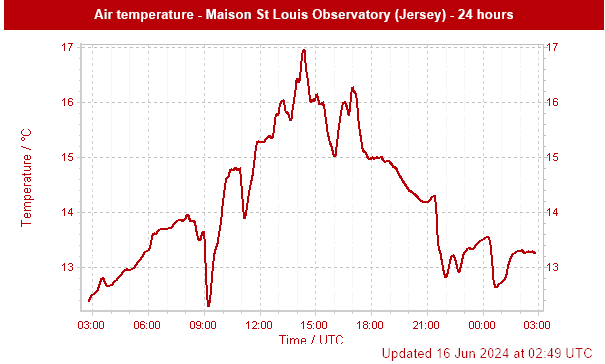 Air temperature - Maison St Louis Observatory (Jersey) - 24 hours
17 17
16 16
15 15
14 14
13 13
Temperature / °C
03:00 06:00 09:00 12:00 15:00 18:00 21:00 00:00 03:00
Time / UTC
Updated 16 Jun 2024 at 02:49 UTC